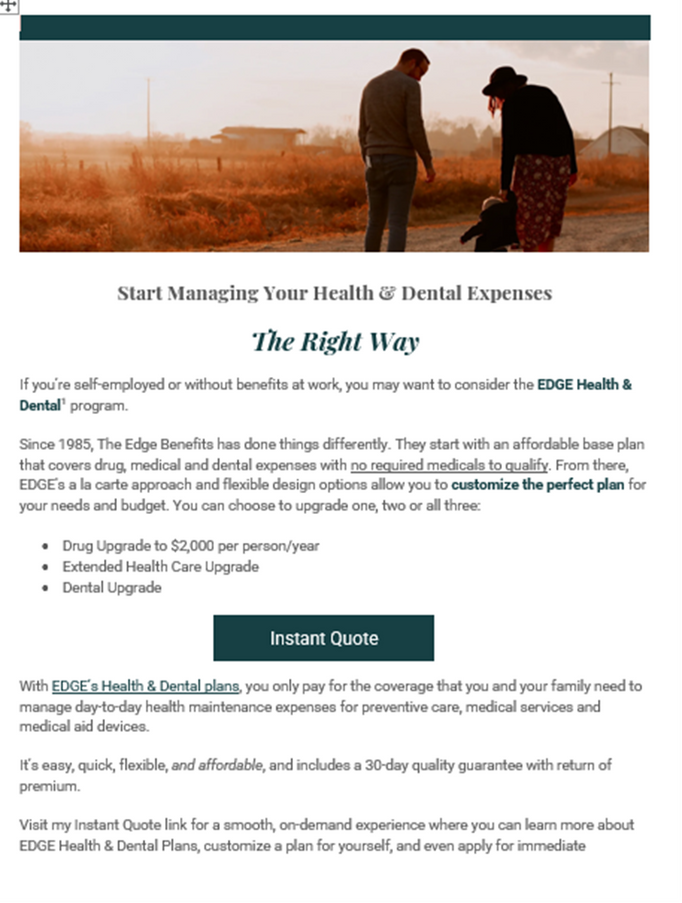 Start Managing Your Health & Dental Expenses
The Right Way
If you're self-employed or without benefits at work, you may want to consider the EDGE Health &
Dental¹ program.
Since 1985, The Edge Benefits has done things differently. They start with an affordable base plan
that covers drug, medical and dental expenses with no required medicals to qualify. From there,
EDGE's a la carte approach and flexible design options allow you to customize the perfect plan for
your needs and budget. You can choose to upgrade one, two or all three:
• Drug Upgrade to $2,000 per person/year
• Extended Health Care Upgrade
• Dental Upgrade
Instant Quote
With EDGE's Health & Dental plans, you only pay for the coverage that you and your family need to
manage day-to-day health maintenance expenses for preventive care, medical services and
medical aid devices.
It's easy, quick, flexible, and affordable, and includes a 30-day quality guarantee with return of
premium.
Visit my Instant Quote link for a smooth, on-demand experience where you can learn more about
EDGE Health & Dental Plans, customize a plan for yourself, and even apply for immediate